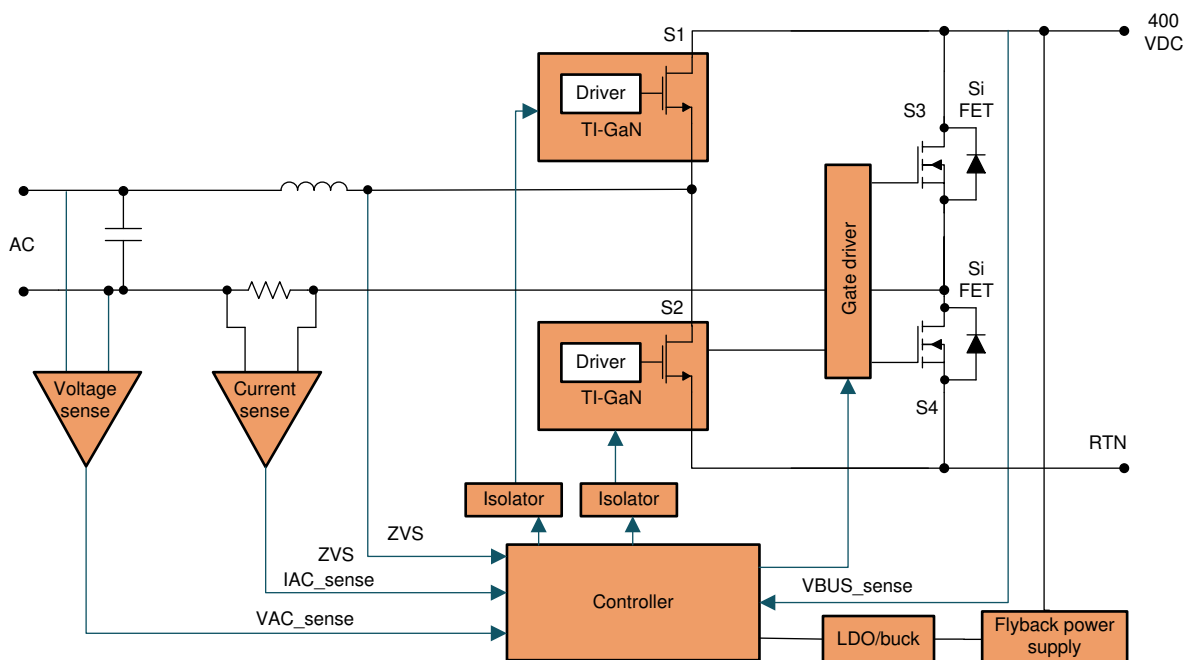 400
VDC
S1
Driver
TI-GaN
Si
FET
S3
AC
Gate driver
Si
FET
S2
Driver
TI-GaN
S4
Voltage
sense
Current
sense
RTN
Isolator
Isolator
ZVS
ZVS
IAC_sense
VAC_sense
Controller
VBUS_sense
LDO/buck
Flyback power
supply